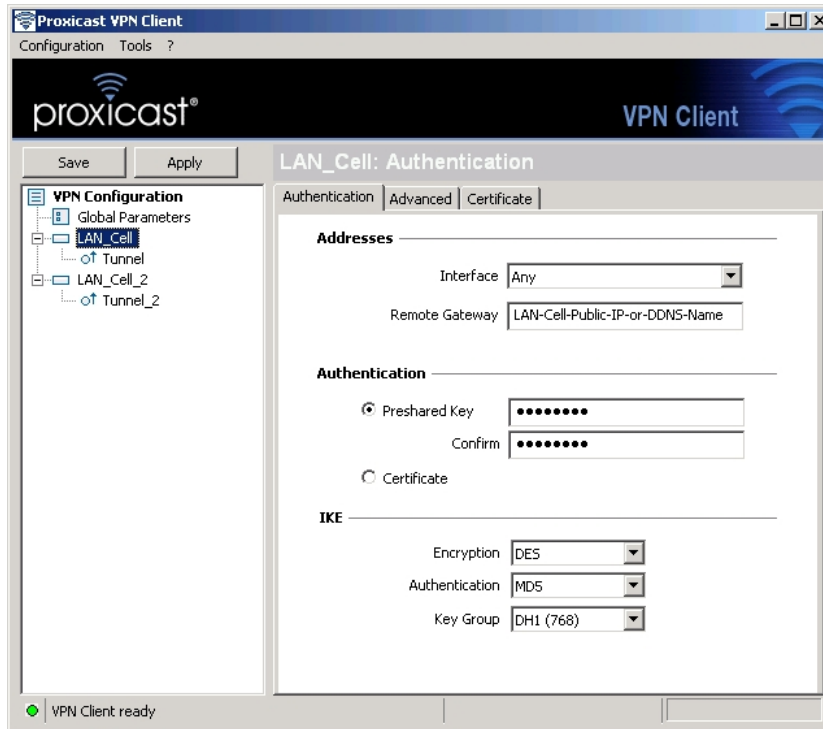 Proxicast VPN Client
Configuration Tools ?
proxicast®
VPN Client
Save Apply
LAN_Cell: Authentication
VPN Configuration
Global Parameters
LAN_Cell
Tunnel
LAN_Cell_2
Tunnel_2
Authentication Advanced Certificate
Addresses
Interface Any
Remote Gateway LAN-Cell-Public-IP-or-DDNS-Name
Authentication
Preshared Key ●●●●●●●●
Confirm ●●●●●●●●
Certificate
IKE
Encryption DES
Authentication MD5
Key Group DH1 (768)
VPN Client ready